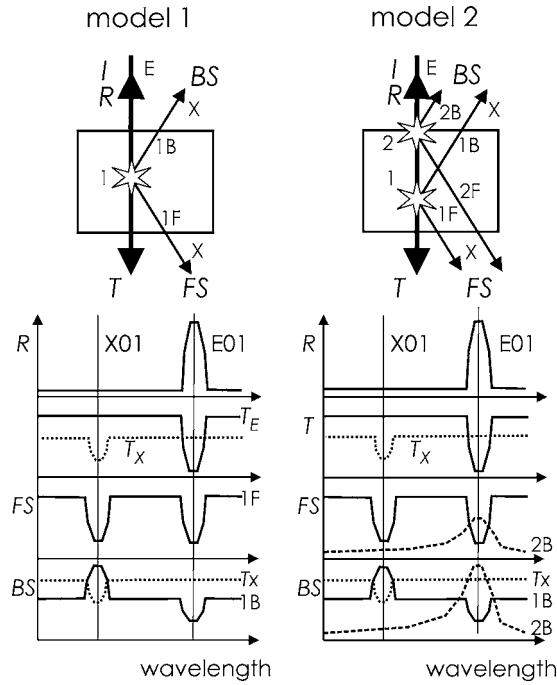 model 1
model 2
I E BS
R X
1B
1
1F
X
T FS
I E BS
R 2B X
2 1B
1 2F
1F
X
T FS
R X01 E01
T_E
T_X
FS 1F
BS Tx
1B
wavelength
R X01 E01
T
T_X
FS 1F
2B
BS Tx
1B
2B
wavelength